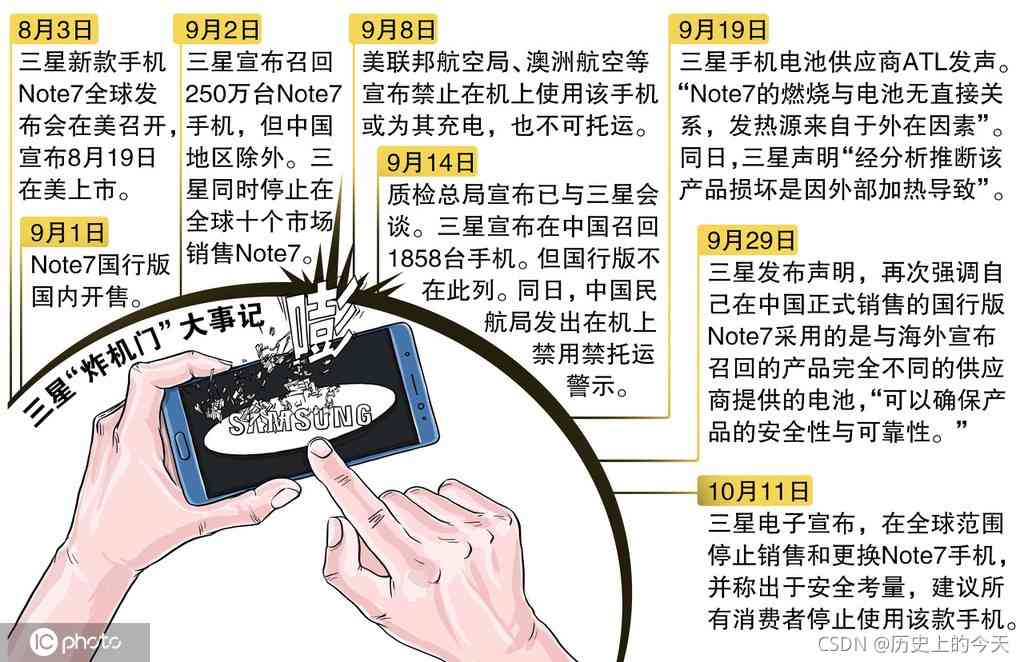 8月3日
三星新款手机
Note7全球发
布会在美召开,
宣布8月19日
在美上市。
9月1日
Note7国行版
国内开售。
9月2日
三星宣布召回
250万台Note7
手机，但中国
地区除外。三
星同时停止在
全球十个市场
销售Note7。
9月8日
美联邦航空局、澳洲航空等
宣布禁止在机上使用该手机
或为其充电，也不可托运。
9月14日
质检总局宣布已与三星会
谈。三星宣布在中国召回
1858台手机。但国行版不
在此列。同日，中国民
航局发出在机上
禁用禁托运
警示。
9月19日
三星手机电池供应商ATL发声。
“Note7的燃烧与电池无直接关
系，发热源来自于外在因素”。
同日,三星声明“经分析推断该
产品损坏是因外部加热导致”。
9月29日
三星发布声明，再次强调自
己在中国正式销售的国行版
Note7采用的是与海外宣布
召回的产品完全不同的供应
商提供的电池,“可以确保产
品的安全性与可靠性。”
10月11日
三星电子宣布，在全球范围
停止销售和更换Note7手机，
并称出于安全考量，建议所
有消费者停止使用该款手机。
三星“炸机门”大事记
嘭
SAMSUNG
IC photo
CSDN @历史上的今天